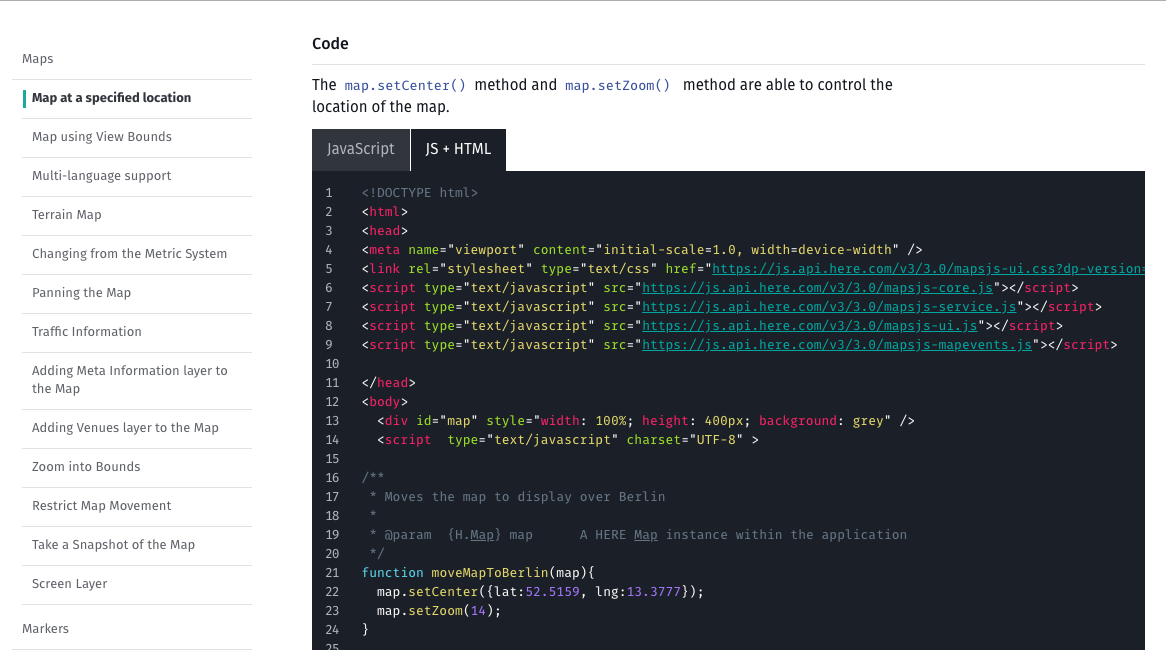 Maps
Map at a specified location
Map using View Bounds
Multi-language support
Terrain Map
Changing from the Metric System
Panning the Map
Traffic Information
Adding Meta Information layer to
the Map
Adding Venues layer to the Map
Zoom into Bounds
Restrict Map Movement
Take a Snapshot of the Map
Screen Layer
Markers
Code
The map.setCenter() method and map.setZoom() method are able to control the
location of the map.
JavaScript JS + HTML
1 <!DOCTYPE html>
2 <html>
3 <head>
4 <meta name="viewport" content="initial-scale=1.0, width=device-width" />
5 <link rel="stylesheet" type="text/css" href="https://js.api.here.com/v3/3.0/mapsjs-ui.css?dp-version=
6 <script type="text/javascript" src="https://js.api.here.com/v3/3.0/mapsjs-core.js"></script>
7 <script type="text/javascript" src="https://js.api.here.com/v3/3.0/mapsjs-service.js"></script>
8 <script type="text/javascript" src="https://js.api.here.com/v3/3.0/mapsjs-ui.js"></script>
9 <script type="text/javascript" src="https://js.api.here.com/v3/3.0/mapsjs-mapevents.js"></script>
10
11 </head>
12 <body>
13   <div id="map" style="width: 100%; height: 400px; background: grey" />
14   <script  type="text/javascript" charset="UTF-8" >
15
16 /**
17  * Moves the map to display over Berlin
18  *
19  * @param  {H.Map} map      A HERE Map instance within the application
20  */
21 function moveMapToBerlin(map){
22   map.setCenter({lat:52.5159, lng:13.3777});
23   map.setZoom(14);
24 }
25